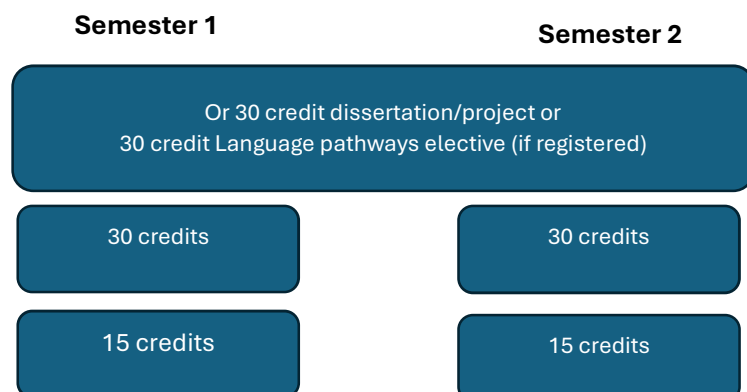 Semester 1
Semester 2
Or 30 credit dissertation/project or
30 credit Language pathways elective (if registered)
30 credits
30 credits
15 credits
15 credits